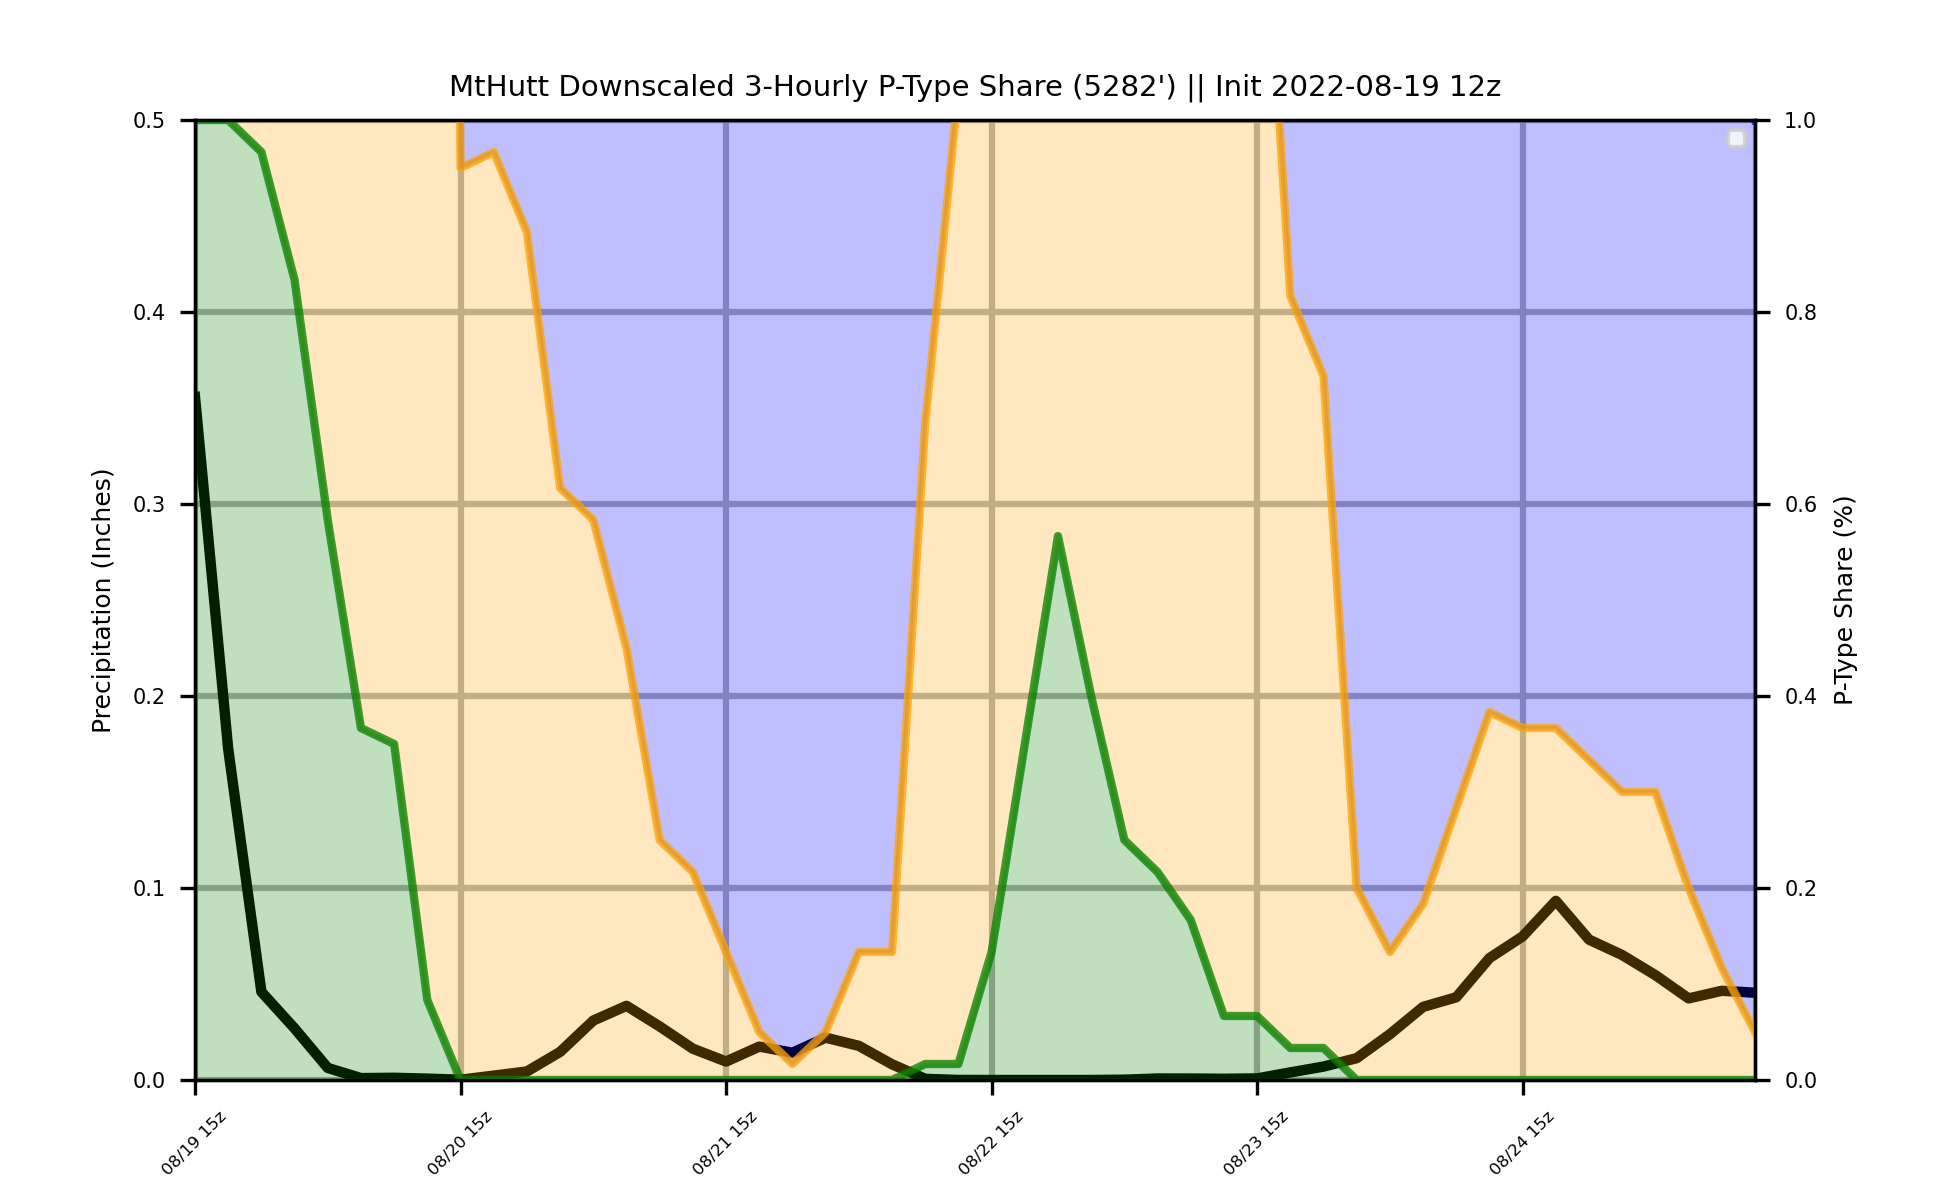 MtHutt Downscaled 3-Hourly P-Type Share (5282') || Init 2022-08-19 12z
0.5
0.4
0.3
0.2
0.1
0.0
Precipitation (Inches)
1.0
0.8
0.6
0.4
0.2
0.0
P-Type Share (%)
08/19 15z
08/20 15z
08/21 15z
08/22 15z
08/23 15z
08/24 15z